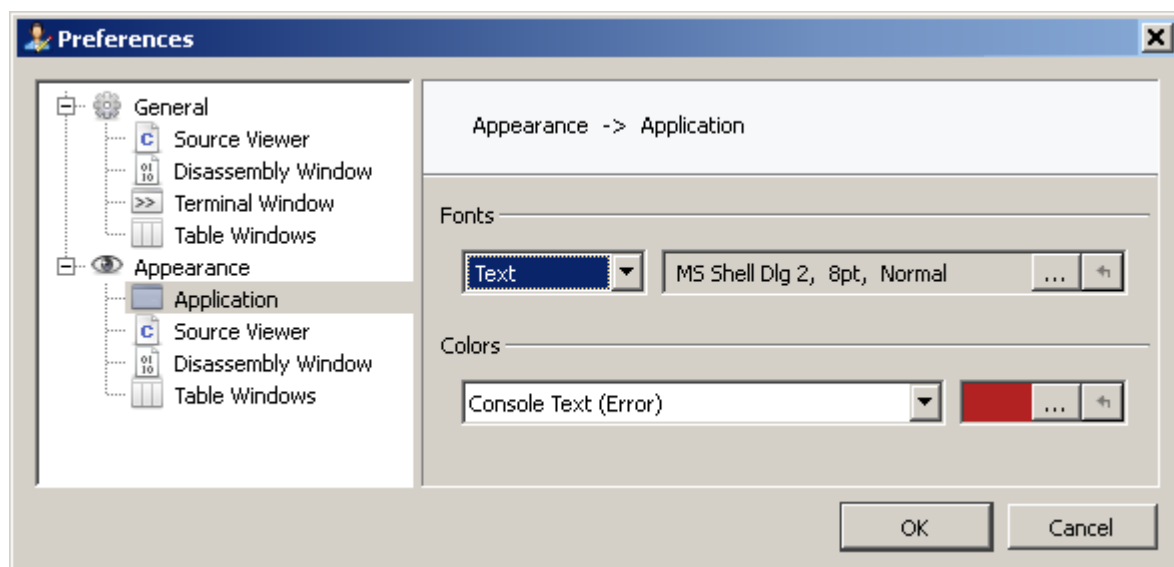 Preferences
General
Source Viewer
Disassembly Window
Terminal Window
Table Windows
Appearance
Application
Source Viewer
Disassembly Window
Table Windows
Appearance -> Application
Fonts
Text
MS Shell Dlg 2, 8pt, Normal
...
Colors
Console Text (Error)
...
OK
Cancel